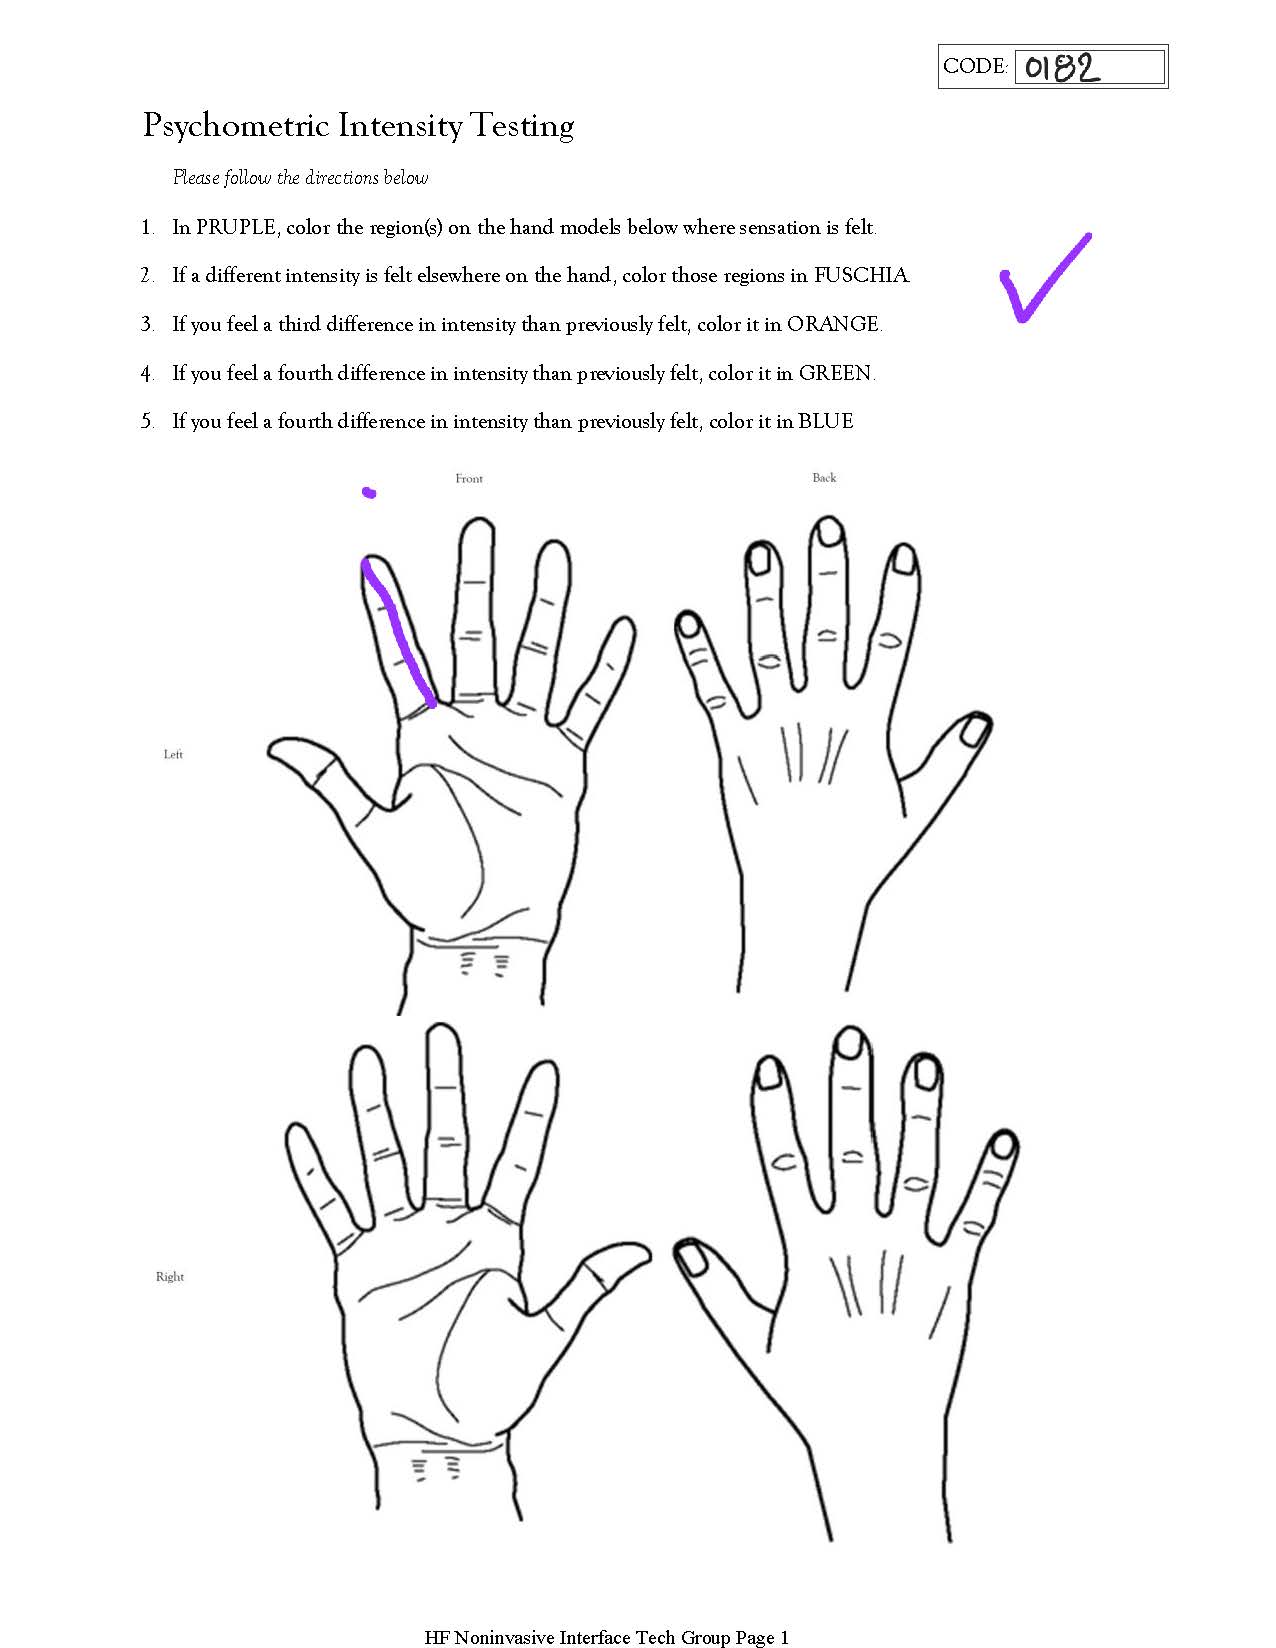 CODE: 0182
Psychometric Intensity Testing
Please follow the directions below
1. In PRUPLE, color the region(s) on the hand models below where sensation is felt.
2. If a different intensity is felt elsewhere on the hand, color those regions in FUSCHIA.
3. If you feel a third difference in intensity than previously felt, color it in ORANGE.
4. If you feel a fourth difference in intensity than previously felt, color it in GREEN.
5. If you feel a fourth difference in intensity than previously felt, color it in BLUE
Front
Back
Left
Right
HF Noninvasive Interface Tech Group Page 1